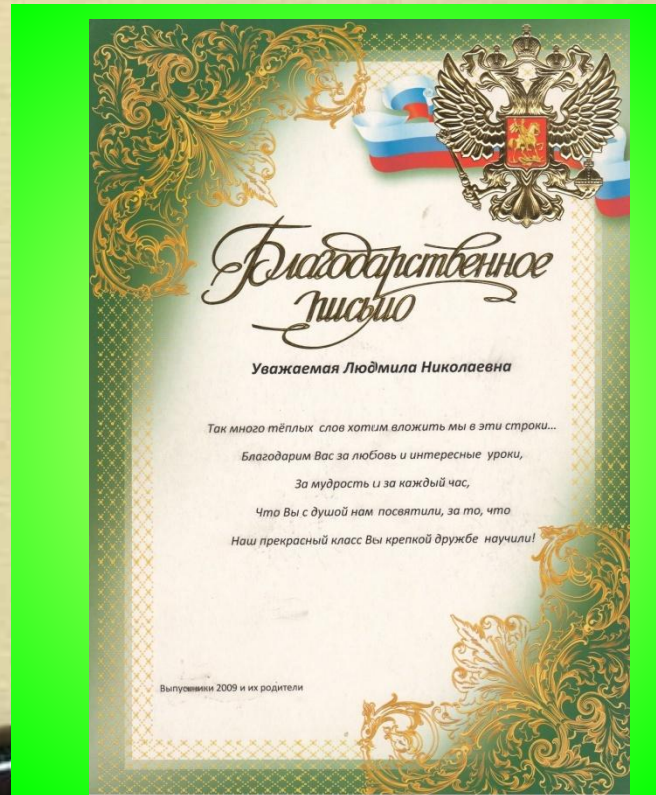 Благодарственное
письмо
Уважаемая Людмила Николаевна
Так много тёплых слов хотим вложить мы в эти строки...
Благодарим Вас за любовь и интересные уроки,
За мудрость и за каждый час,
Что Вы с душой нам посвятили, за то, что
Наш прекрасный класс Вы крепкой дружбе научили!
Выпускники 2009 и их родители